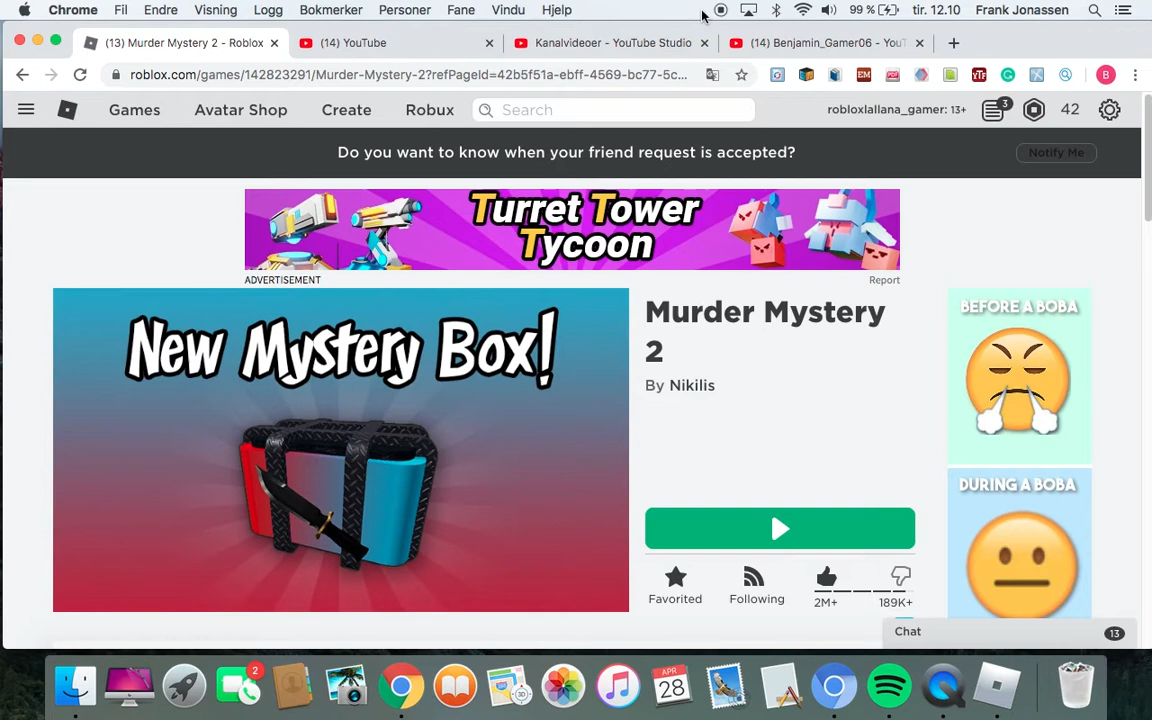 Chrome Fil Endre Visning Logg Bokmerker Personer Fane Vindu Hjelp 99 % tir. 12.10 Frank Jonassen
(13) Murder Mystery 2 - Roblox (14) YouTube Kanalvideoer - YouTube Studio (14) Benjamin_Gamer06 - YouT
roblox.com/games/142823291/Murder-Mystery-2?refPageId=42b5f51a-ebff-4569-bc77-5c... EM YTF B
Games Avatar Shop Create Robux Search robloxlallana_gamer: 13+ 3 42
Do you want to know when your friend request is accepted? Notify Me
Turret Tower
Tycoon
ADVERTISEMENT Report
New Mystery Box!
Murder Mystery
2
By Nikilis
BEFORE A BOBA
DURING A BOBA
Favorited Following 2M+ 189K+
Chat 13
2
APR
28